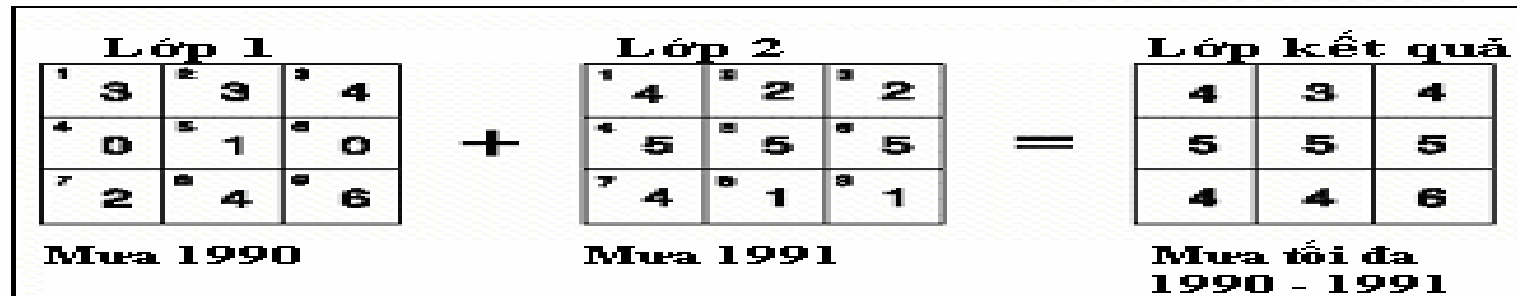 Lớp 1 Lớp 2 Lớp kết quả
1 3 2 3 3 4 1 4 2 2 3 2 4 3 4
4 0 5 1 6 0 + 4 5 5 5 6 5 = 5 5 5
7 2 8 4 9 6 7 4 8 1 9 1 4 4 6
Mưa 1990 Mưa 1991 Mưa tối đa
1990 - 1991